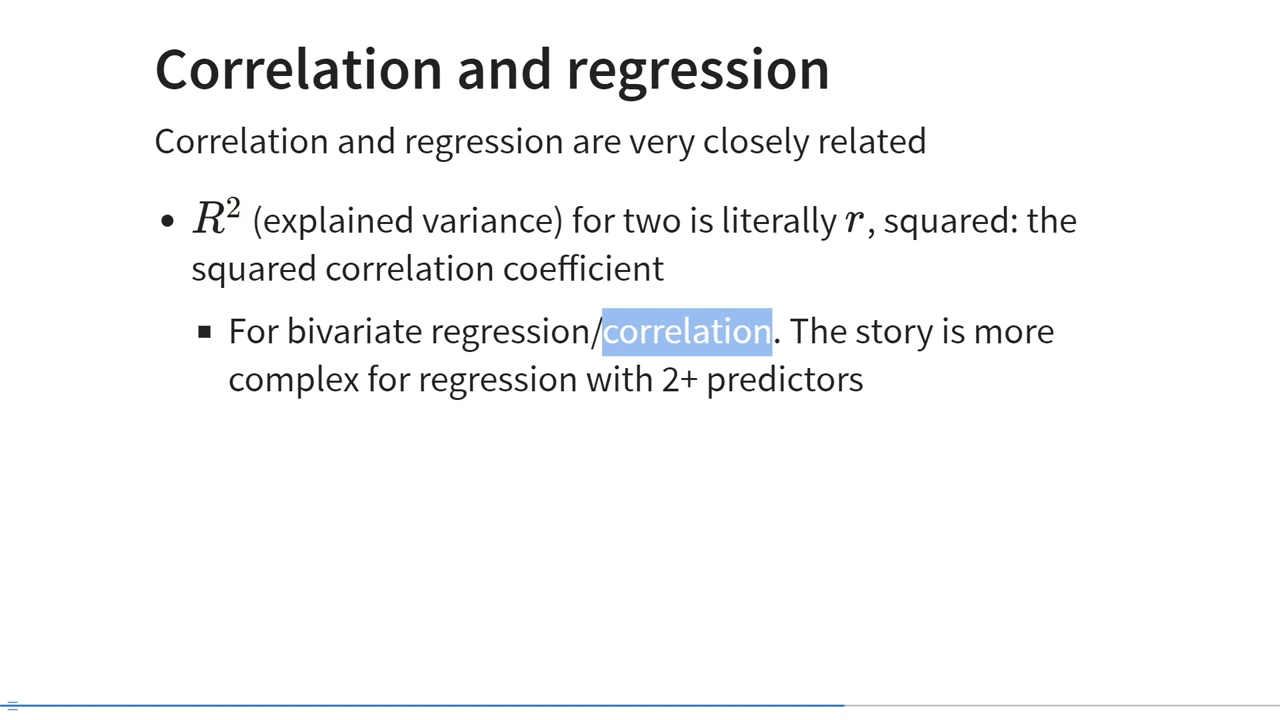 Correlation and regression
Correlation and regression are very closely related
• R² (explained variance) for two is literally r, squared: the
squared correlation coefficient
▪ For bivariate regression/correlation. The story is more
complex for regression with 2+ predictors